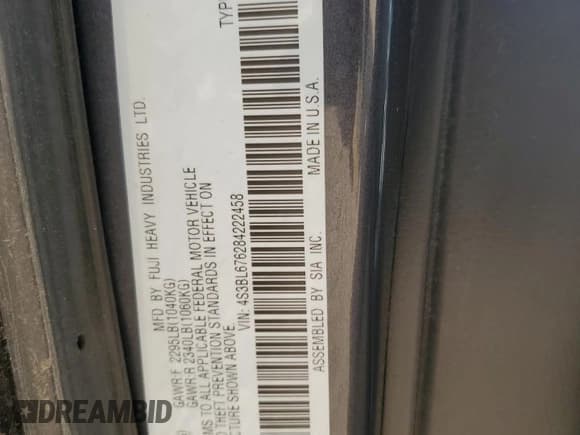 MFD BY FUJI HEAVY INDUSTRIES LTD.
GAWR-F 2295LB(1040KG)
GAWR-R 2340LB(1060KG)
MS TO ALL APPLICABLE FEDERAL MOTOR VEHICLE
THEFT PREVENTION STANDARDS IN EFFECT ON
CTURE SHOWN ABOVE.
VIN: 4S3BL676284222458
TYP
ASSEMBLED BY SIA INC. MADE IN U.S.A.
DREAMBID